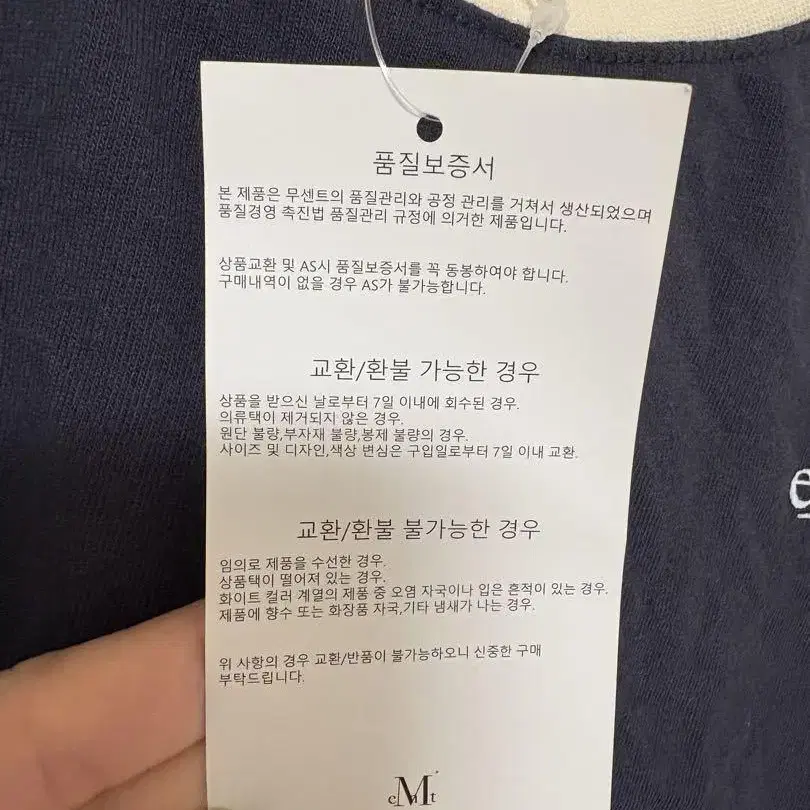 품질보증서
본 제품은 무센트의 품질관리와 공정 관리를 거쳐서 생산되었으며
품질경영 촉진법 품질관리 규정에 의거한 제품입니다.
상품교환 및 AS시 품질보증서를 꼭 동봉하여야 합니다.
구매내역이 없을 경우 AS가 불가능합니다.
교환/환불 가능한 경우
상품을 받으신 날로부터 7일 이내에 회수된 경우.
의류택이 제거되지 않은 경우.
원단 불량,부자재 불량,봉제 불량의 경우.
사이즈 및 디자인,색상 변심은 구입일로부터 7일 이내 교환.
교환/환불 불가능한 경우
임의로 제품을 수선한 경우.
상품택이 떨어져 있는 경우.
화이트 컬러 계열의 제품 중 오염 자국이나 입은 흔적이 있는 경우.
제품에 향수 또는 화장품 자국,기타 냄새가 나는 경우.
위 사항의 경우 교환/반품이 불가능하오니 신중한 구매
부탁드립니다.